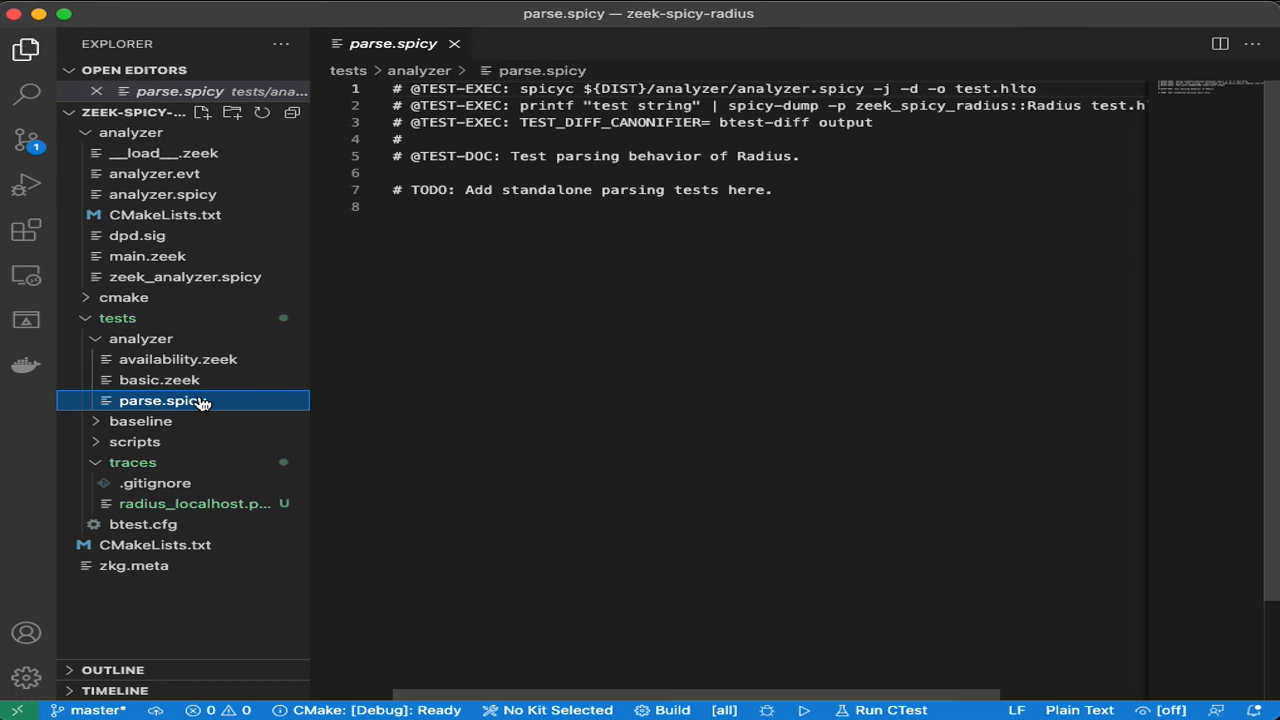 parse.spicy — zeek-spicy-radius
EXPLORER
parse.spicy
OPEN EDITORS
tests > analyzer > parse.spicy
parse.spicy tests/ana...
ZEEK-SPICY-...
analyzer
__load__.zeek
analyzer.evt
analyzer.spicy
CMakeLists.txt
dpd.sig
main.zeek
zeek_analyzer.spicy
cmake
tests
analyzer
availability.zeek
basic.zeek
parse.spicy
baseline
scripts
traces
.gitignore
radius_localhost.p... U
btest.cfg
CMakeLists.txt
zkg.meta
OUTLINE
TIMELINE
1 # @TEST-EXEC: spicyc ${DIST}/analyzer/analyzer.spicy -j -d -o test.hlto
2 # @TEST-EXEC: printf "test string" | spicy-dump -p zeek_spicy_radius::Radius test.h
3 # @TEST-EXEC: TEST_DIFF_CANONIFIER= btest-diff output
4 #
5 # @TEST-DOC: Test parsing behavior of Radius.
6
7 # TODO: Add standalone parsing tests here.
8
1
master* 0 0 CMake: [Debug]: Ready No Kit Selected Build [all] Run CTest LF Plain Text [off]